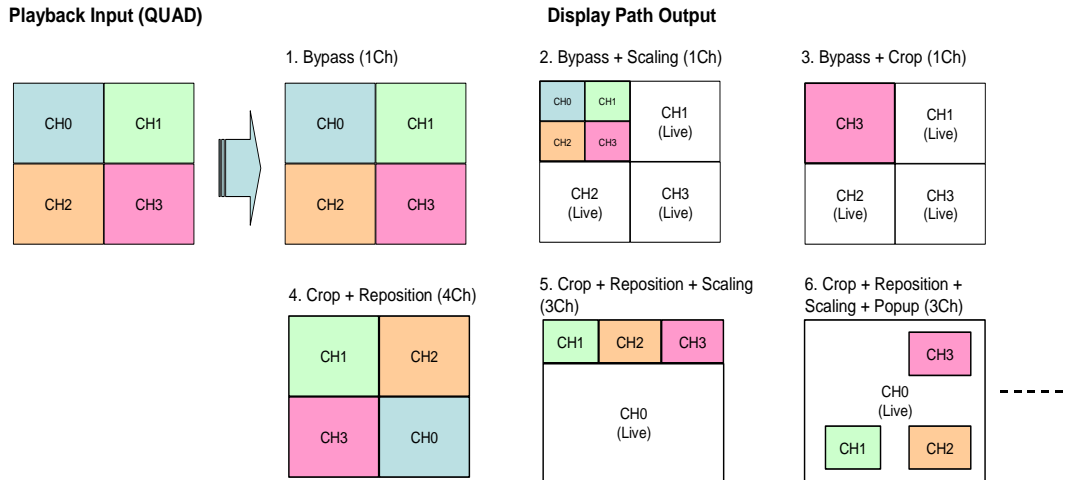 Playback Input (QUAD)
Display Path Output
1. Bypass (1Ch)
2. Bypass + Scaling (1Ch)
3. Bypass + Crop (1Ch)
CH0
CH1
CH2
CH3
CH0
CH1
CH2
CH3
CH0
CH1
CH2
CH3
CH1
(Live)
CH2
(Live)
CH3
(Live)
CH3
CH1
(Live)
CH2
(Live)
CH3
(Live)
4. Crop + Reposition (4Ch)
5. Crop + Reposition + Scaling
(3Ch)
6. Crop + Reposition +
Scaling + Popup (3Ch)
CH1
CH2
CH3
CH0
CH1
CH2
CH3
CH0
(Live)
CH3
CH0
(Live)
CH1
CH2